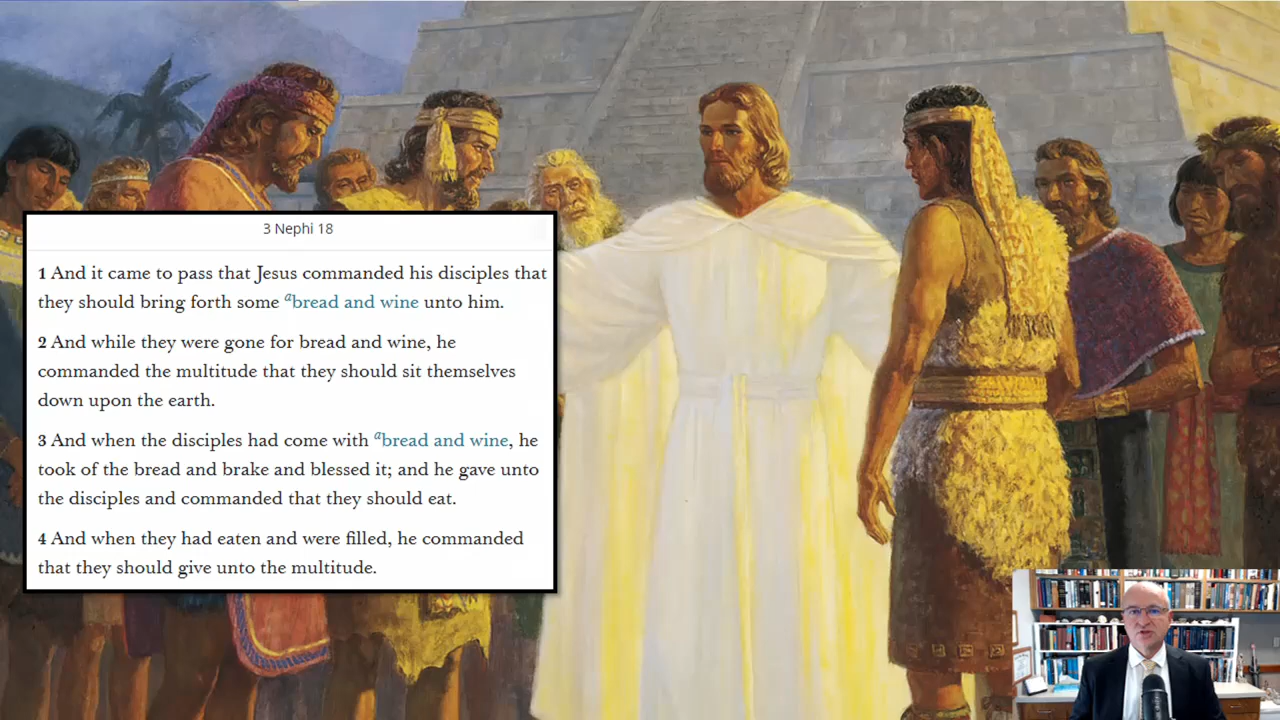 3 Nephi 18
1 And it came to pass that Jesus commanded his disciples that
they should bring forth some a bread and wine unto him.
2 And while they were gone for bread and wine, he
commanded the multitude that they should sit themselves
down upon the earth.
3 And when the disciples had come with a bread and wine, he
took of the bread and brake and blessed it; and he gave unto
the disciples and commanded that they should eat.
4 And when they had eaten and were filled, he commanded
that they should give unto the multitude.